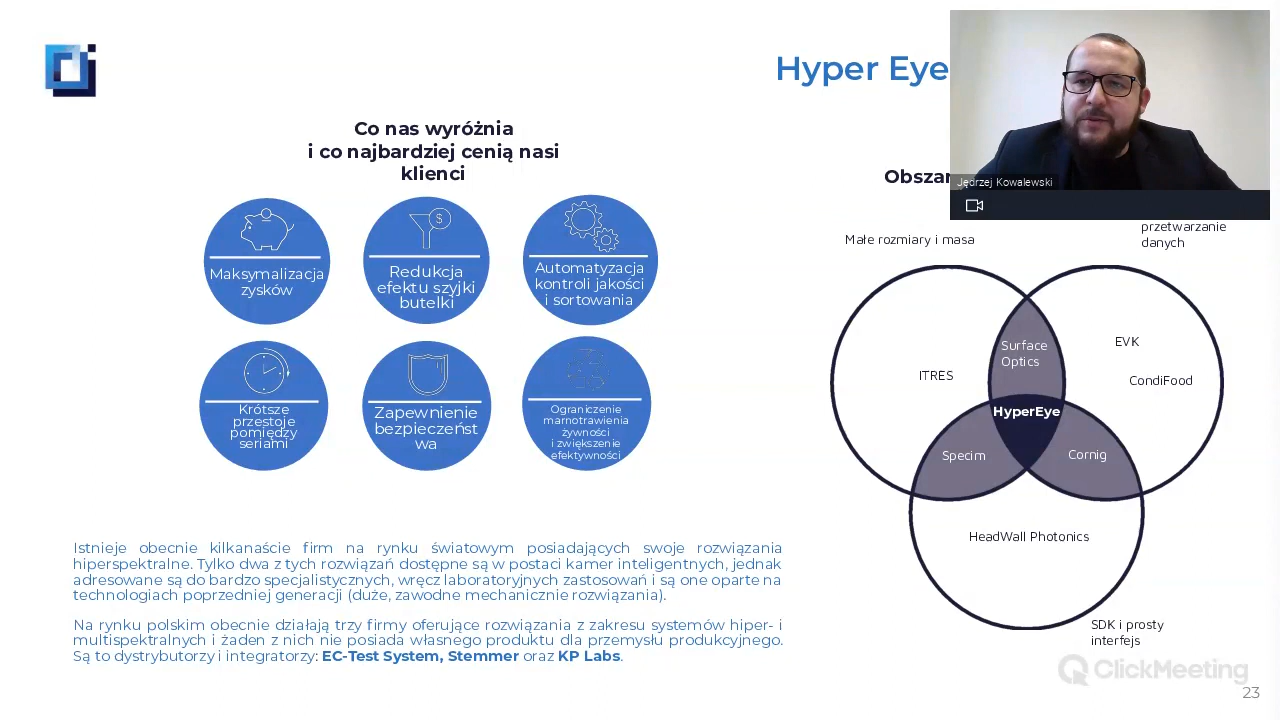 Hyper Eye
Co nas wyróżnia
i co najbardziej cenią nasi
klienci
Maksymalizacja
zysków
Redukcja
efektu szyjki
butelki
$
Automatyzacja
kontroli jakości
i sortowania
Krótsze
przestoje
pomiędzy
seriami
Zapewnienie
bezpieczeńst
wa
Ograniczenie
marnotrawienia
żywności
i zwiększenie
efektywności
Istnieje obecnie kilkanaście firm na rynku światowym posiadających swoje rozwiązania
hiperspektralne. Tylko dwa z tych rozwiązań dostępne są w postaci kamer inteligentnych, jednak
adresowane są do bardzo specjalistycznych, wręcz laboratoryjnych zastosowań i są one oparte na
technologiach poprzedniej generacji (duże, zawodne mechanicznie rozwiązania).
Na rynku polskim obecnie działają trzy firmy oferujące rozwiązania z zakresu systemów hiper- i
multispektralnych i żaden z nich nie posiada własnego produktu dla przemysłu produkcyjnego.
Są to dystrybutorzy i integratorzy: EC-Test System, Stemmer oraz KP Labs.
Jędrzej Kowalewski
Małe rozmiary i masa
przetwarzanie
danych
Surface
Optics
EVK
ITRES
CondiFood
HyperEye
Specim
Cornig
HeadWall Photonics
SDK i prosty
interfejs
ClickMeeting
23